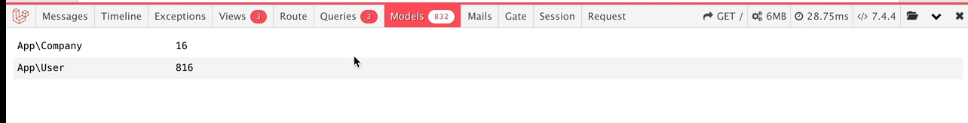 Messages Timeline Exceptions Views 3 Route Queries 3 Models 832 Mails Gate Session Request GET / 6MB 28.75ms </> 7.4.4
App\Company 16
App\User 816